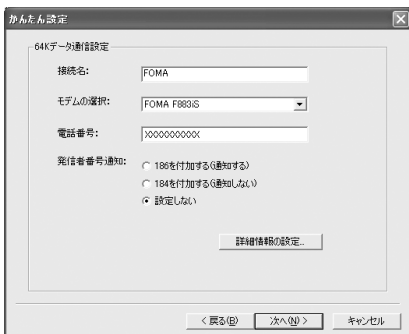 かんたん設定
64Kデータ通信設定
接続名: FOMA
モデムの選択: FOMA F883iS
電話番号: XXXXXXXXXX
発信者番号通知: 186を付加する(通知する)
184を付加する(通知しない)
設定しない
詳細情報の設定...
< 戻る(B) 次へ(N) > キャンセル